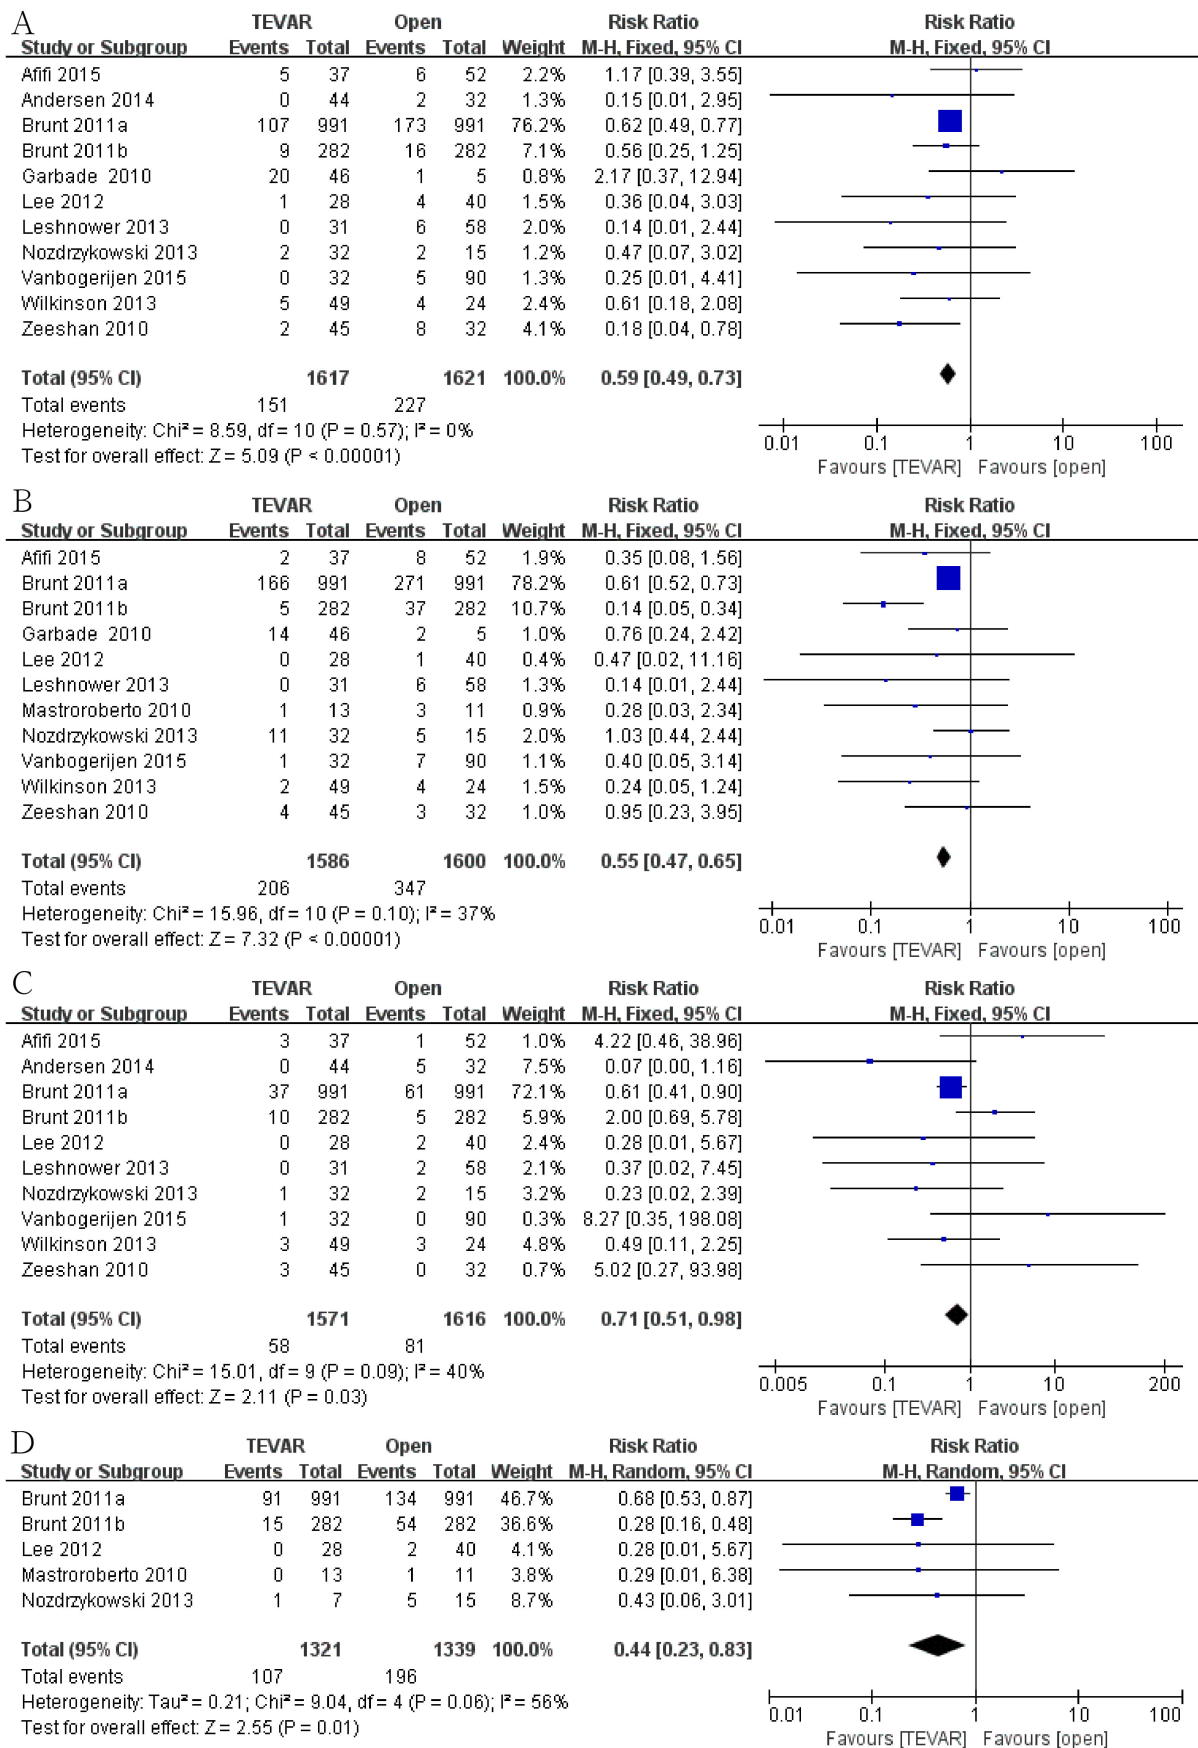 A
TEVAR Open Risk Ratio Risk Ratio
Study or Subgroup Events Total Events Total Weight M-H, Fixed, 95% CI M-H, Fixed, 95% CI
Afifi 2015 5 37 6 52 2.2% 1.17 [0.39, 3.55]
Andersen 2014 0 44 2 32 1.3% 0.15 [0.01, 2.95]
Brunt 2011a 107 991 173 991 76.2% 0.62 [0.49, 0.77]
Brunt 2011b 9 282 16 282 7.1% 0.56 [0.25, 1.25]
Garbade 2010 20 46 1 5 0.8% 2.17 [0.37, 12.94]
Lee 2012 1 28 4 40 1.5% 0.36 [0.04, 3.03]
Leshnower 2013 0 31 6 58 2.0% 0.14 [0.01, 2.44]
Nozdrzykowski 2013 2 32 2 15 1.2% 0.47 [0.07, 3.02]
Vanbogerijen 2015 0 32 5 90 1.3% 0.25 [0.01, 4.41]
Wilkinson 2013 5 49 4 24 2.4% 0.61 [0.18, 2.08]
Zeeshan 2010 2 45 8 32 4.1% 0.18 [0.04, 0.78]
Total (95% CI) 1617 1621 100.0% 0.59 [0.49, 0.73]
Total events 151 227
Heterogeneity: Chi² = 8.59, df = 10 (P = 0.57); I² = 0%
Test for overall effect: Z = 5.09 (P < 0.00001)
0.01 0.1 1 10 100
Favours [TEVAR] Favours [open]
B
TEVAR Open Risk Ratio Risk Ratio
Study or Subgroup Events Total Events Total Weight M-H, Fixed, 95% CI M-H, Fixed, 95% CI
Afifi 2015 2 37 8 52 1.9% 0.35 [0.08, 1.56]
Brunt 2011a 166 991 271 991 78.2% 0.61 [0.52, 0.73]
Brunt 2011b 5 282 37 282 10.7% 0.14 [0.05, 0.34]
Garbade 2010 14 46 2 5 1.0% 0.76 [0.24, 2.42]
Lee 2012 0 28 1 40 0.4% 0.47 [0.02, 11.16]
Leshnower 2013 0 31 6 58 1.3% 0.14 [0.01, 2.44]
Mastroroberto 2010 1 13 3 11 0.9% 0.28 [0.03, 2.34]
Nozdrzykowski 2013 11 32 5 15 2.0% 1.03 [0.44, 2.44]
Vanbogerijen 2015 1 32 7 90 1.1% 0.40 [0.05, 3.14]
Wilkinson 2013 2 49 4 24 1.5% 0.24 [0.05, 1.24]
Zeeshan 2010 4 45 3 32 1.0% 0.95 [0.23, 3.95]
Total (95% CI) 1586 1600 100.0% 0.55 [0.47, 0.65]
Total events 206 347
Heterogeneity: Chi² = 15.96, df = 10 (P = 0.10); I² = 37%
Test for overall effect: Z = 7.32 (P < 0.00001)
0.01 0.1 1 10 100
Favours [TEVAR] Favours [open]
C
TEVAR Open Risk Ratio Risk Ratio
Study or Subgroup Events Total Events Total Weight M-H, Fixed, 95% CI M-H, Fixed, 95% CI
Afifi 2015 3 37 1 52 1.0% 4.22 [0.46, 38.96]
Andersen 2014 0 44 5 32 7.5% 0.07 [0.00, 1.16]
Brunt 2011a 37 991 61 991 72.1% 0.61 [0.41, 0.90]
Brunt 2011b 10 282 5 282 5.9% 2.00 [0.69, 5.78]
Lee 2012 0 28 2 40 2.4% 0.28 [0.01, 5.67]
Leshnower 2013 0 31 2 58 2.1% 0.37 [0.02, 7.45]
Nozdrzykowski 2013 1 32 2 15 3.2% 0.23 [0.02, 2.39]
Vanbogerijen 2015 1 32 0 90 0.3% 8.27 [0.35, 198.08]
Wilkinson 2013 3 49 3 24 4.8% 0.49 [0.11, 2.25]
Zeeshan 2010 3 45 0 32 0.7% 5.02 [0.27, 93.98]
Total (95% CI) 1571 1616 100.0% 0.71 [0.51, 0.98]
Total events 58 81
Heterogeneity: Chi² = 15.01, df = 9 (P = 0.09); I² = 40%
Test for overall effect: Z = 2.11 (P = 0.03)
0.005 0.1 1 10 200
Favours [TEVAR] Favours [open]
D
TEVAR Open Risk Ratio Risk Ratio
Study or Subgroup Events Total Events Total Weight M-H, Random, 95% CI M-H, Random, 95% CI
Brunt 2011a 91 991 134 991 46.7% 0.68 [0.53, 0.87]
Brunt 2011b 15 282 54 282 36.6% 0.28 [0.16, 0.48]
Lee 2012 0 28 2 40 4.1% 0.28 [0.01, 5.67]
Mastroroberto 2010 0 13 1 11 3.8% 0.29 [0.01, 6.38]
Nozdrzykowski 2013 1 7 5 15 8.7% 0.43 [0.06, 3.01]
Total (95% CI) 1321 1339 100.0% 0.44 [0.23, 0.83]
Total events 107 196
Heterogeneity: Tau² = 0.21; Chi² = 9.04, df = 4 (P = 0.06); I² = 56%
Test for overall effect: Z = 2.55 (P = 0.01)
0.01 0.1 1 10 100
Favours [TEVAR] Favours [open]